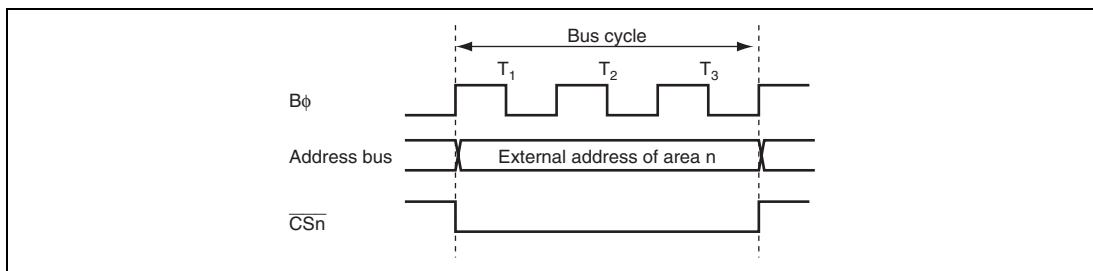 Bus cycle
T1 T2 T3
Bφ
Address bus External address of area n
CSn